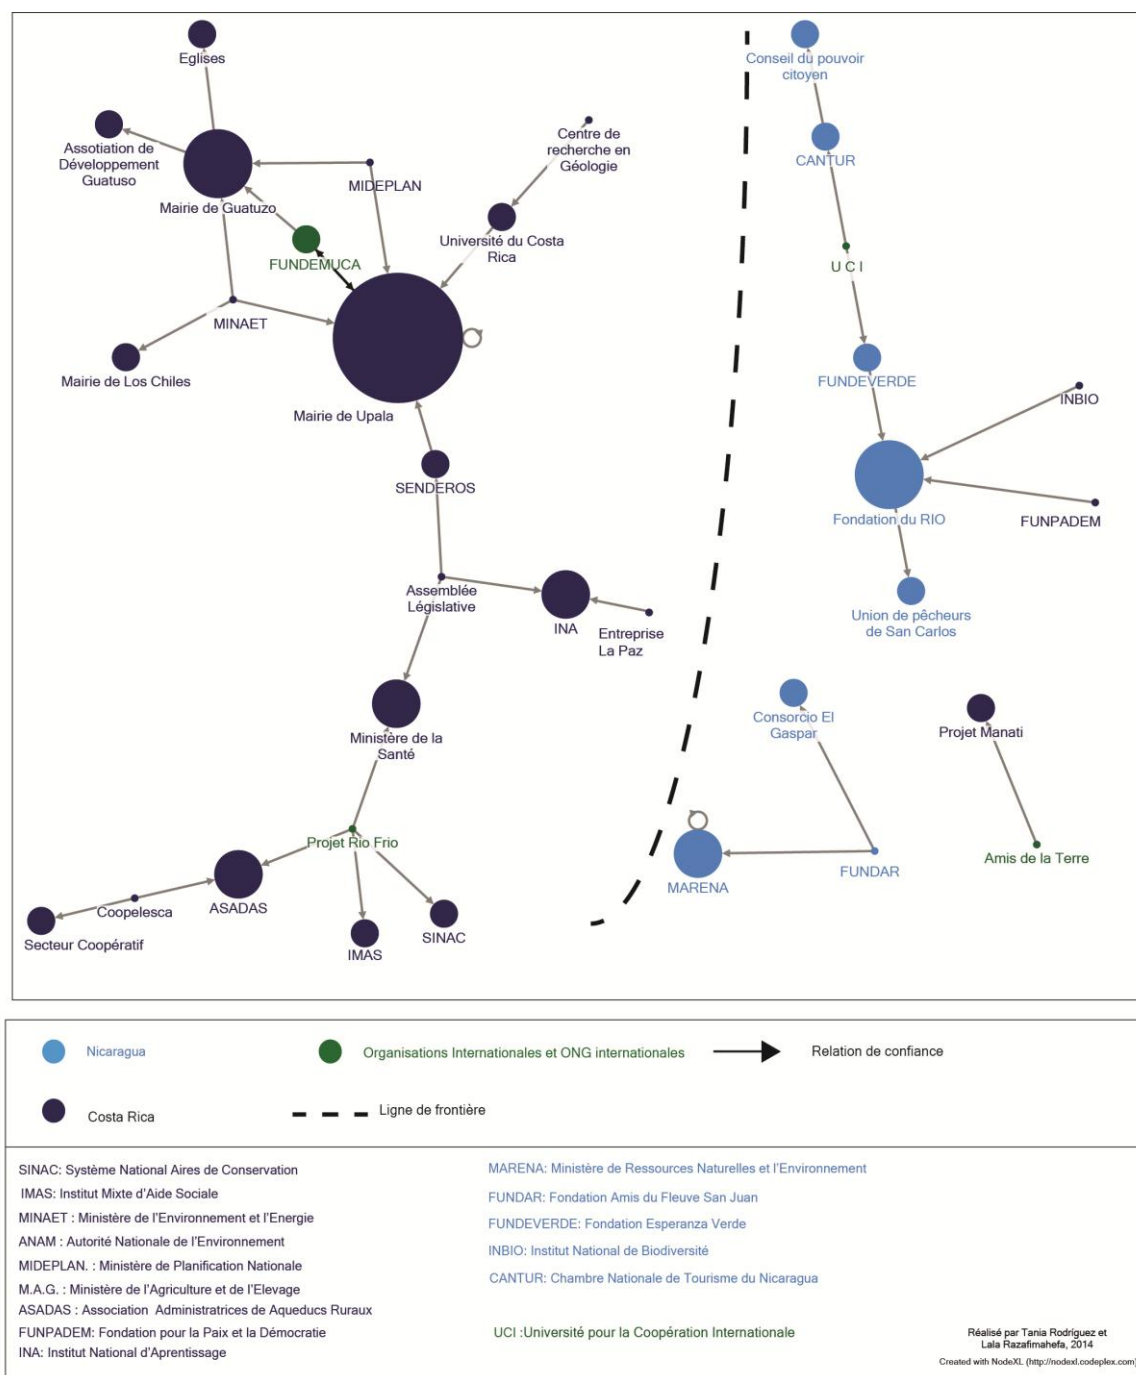 Eglises
Assotiation de
Développement
Guatuso
Mairie de Guatuzo
MIDEPLAN
Centre de
recherche en
Géologie
Université du Costa
Rica
FUNDEMUCA
MINAET
Mairie de Los Chiles
Mairie de Upala
SENDEROS
Assemblée
Législative
INA
Entreprise
La Paz
Ministère de la
Santé
Projet Rio Frio
Coopelesca
ASADAS
Secteur Coopératif
IMAS
SINAC
Conseil du pouvoir
citoyen
CANTUR
U C I
FUNDEVERDE
INBIO
Fondation du RIO
FUNPADEM
Union de pêcheurs
de San Carlos
Consorcio El
Gaspar
Projet Manati
MARENA
FUNDAR
Amis de la Terre
Nicaragua
Organisations Internationales et ONG internationales
Relation de confiance
Costa Rica
Ligne de frontière
SINAC: Système National Aires de Conservation
IMAS: Institut Mixte d'Aide Sociale
MINAET : Ministère de l'Environnement et l'Energie
ANAM : Autorité Nationale de l'Environnement
MIDEPLAN. : Ministère de Planification Nationale
M.A.G. : Ministère de l'Agriculture et de l'Elevage
ASADAS : Association Administratrices de Aqueducs Ruraux
FUNPADEM: Fondation pour la Paix et la Démocratie
INA: Institut National d'Aprentissage
MARENA: Ministère de Ressources Naturelles et l'Environnement
FUNDAR: Fondation Amis du Fleuve San Juan
FUNDEVERDE: Fondation Esperanza Verde
INBIO: Institut National de Biodiversité
CANTUR: Chambre Nationale de Tourisme du Nicaragua
UCI :Université pour la Coopération Internationale
Réalisé par Tania Rodríguez et
Lala Razafimahefa, 2014
Created with NodeXL (http://nodexl.codeplex.com)